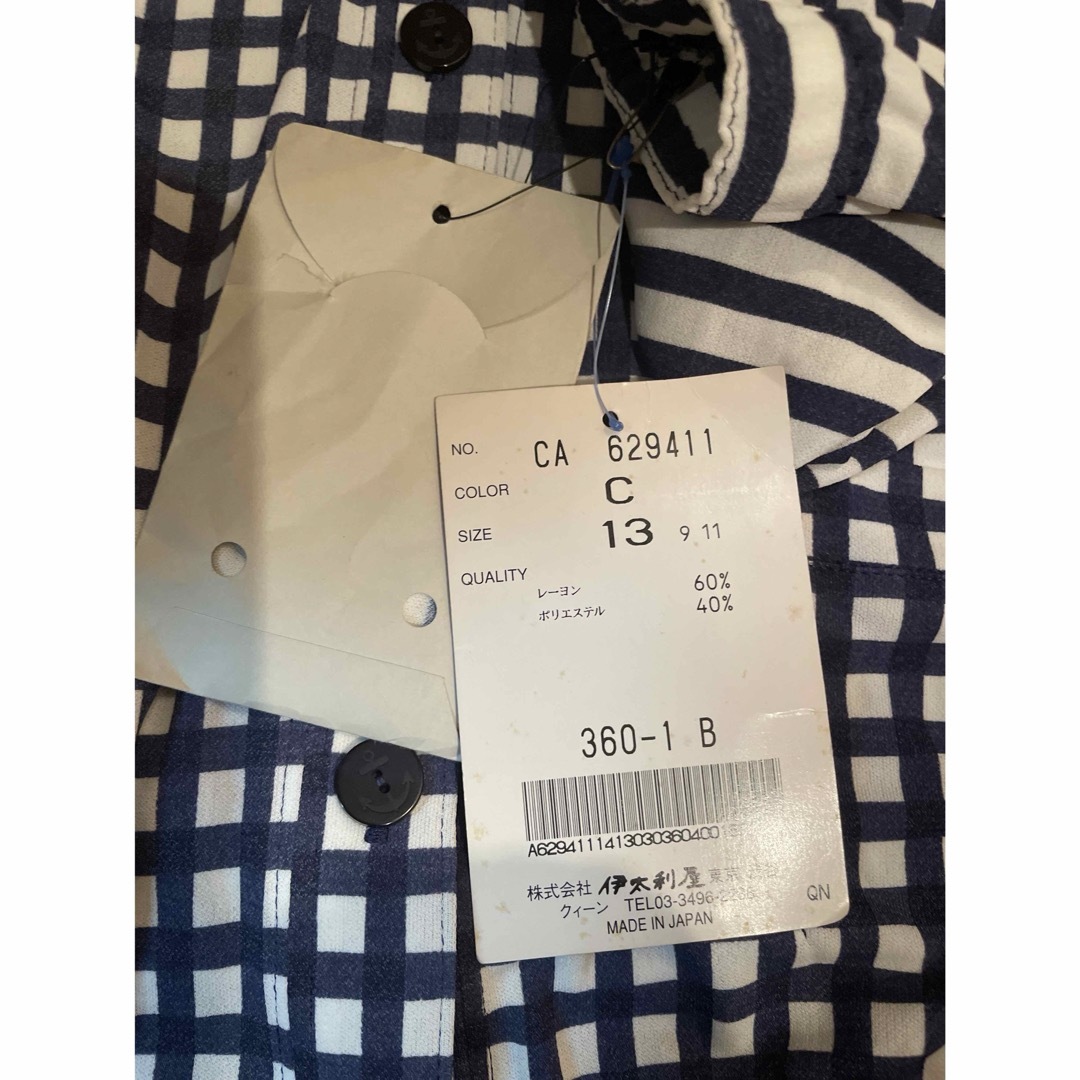 NO. CA 629411
COLOR C
SIZE 13 9 11
QUALITY
レーヨン 60%
ポリエステル 40%
360-1 B
株式会社 伊太利屋 東京
クィーン TEL03-3496- QN
MADE IN JAPAN